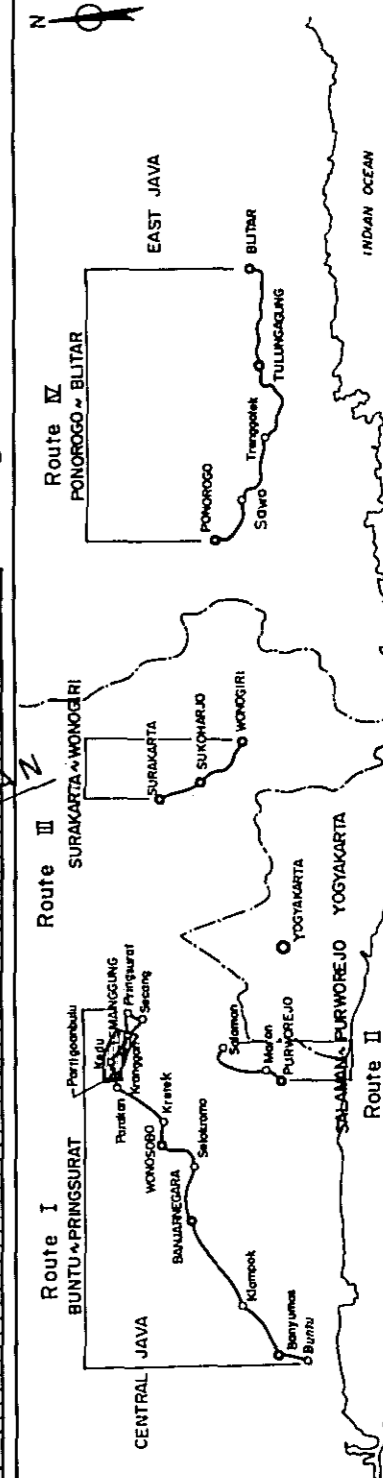 N
N
Route I
BUNTU ~ PRINGSURAT
CENTRAL JAVA
Buntu
Banyumas
Klampok
BANJARNEGARA
Selokromo
WONOSOBO
Kretek
Parakan
Kranggan
Kedu
Pringsurat
Secang
Route II
SALAMAN ~ PURWOREJO
Salaman
Maron
PURWOREJO
YOGYAKARTA
YOGYAKARTA
Route III
SURAKARTA ~ WONOGIRI
SURAKARTA
SUKOHARJO
WONOGIRI
Route IV
PONOROGO ~ BLITAR
EAST JAVA
PONOROGO
Sawo
Trenggalek
TULUNGAGUNG
BLITAR
INDIAN OCEAN